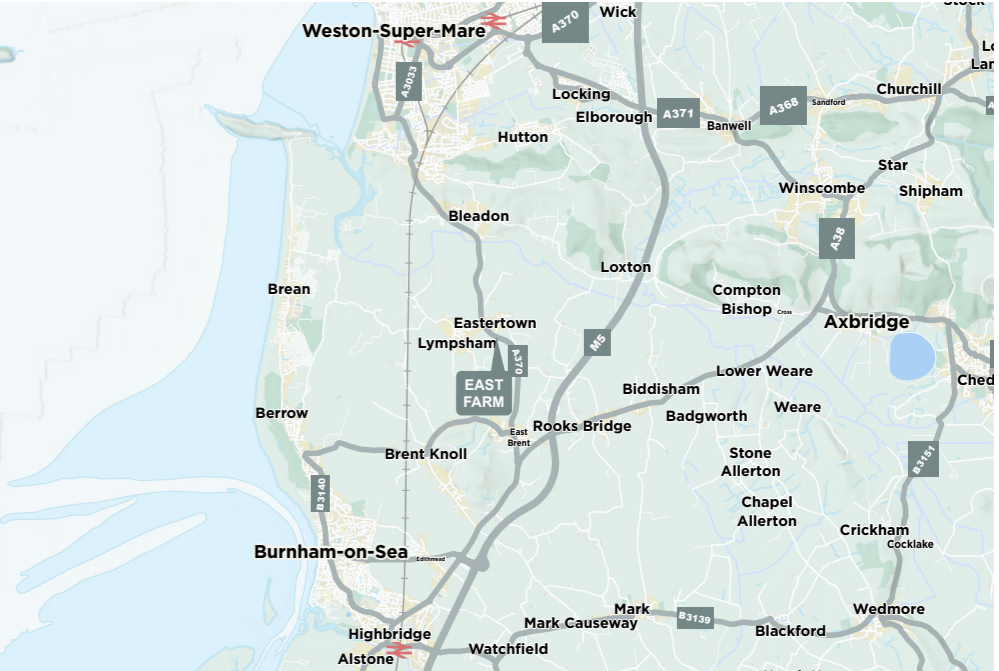 Stock
Wick
A370
Weston-Super-Mare
A3033
Churchill
Locking
A368
Sandford
Elborough
A371
Banwell
Hutton
Star
Winscombe
Shipham
Bleadon
A38
Loxton
Brean
Compton
Bishop
Cross
Eastertown
Axbridge
Lympsham
M5
A370
EAST
FARM
Lower Weare
Biddisham
Weare
Berrow
Badgworth
Rooks Bridge
East
Brent
Brent Knoll
Stone
Allerton
B3151
B3140
Chapel
Allerton
Crickham
Cocklake
Burnham-on-Sea
Edithmead
Mark
Wedmore
B3139
Mark Causeway
Blackford
Highbridge
Watchfield
Alstone